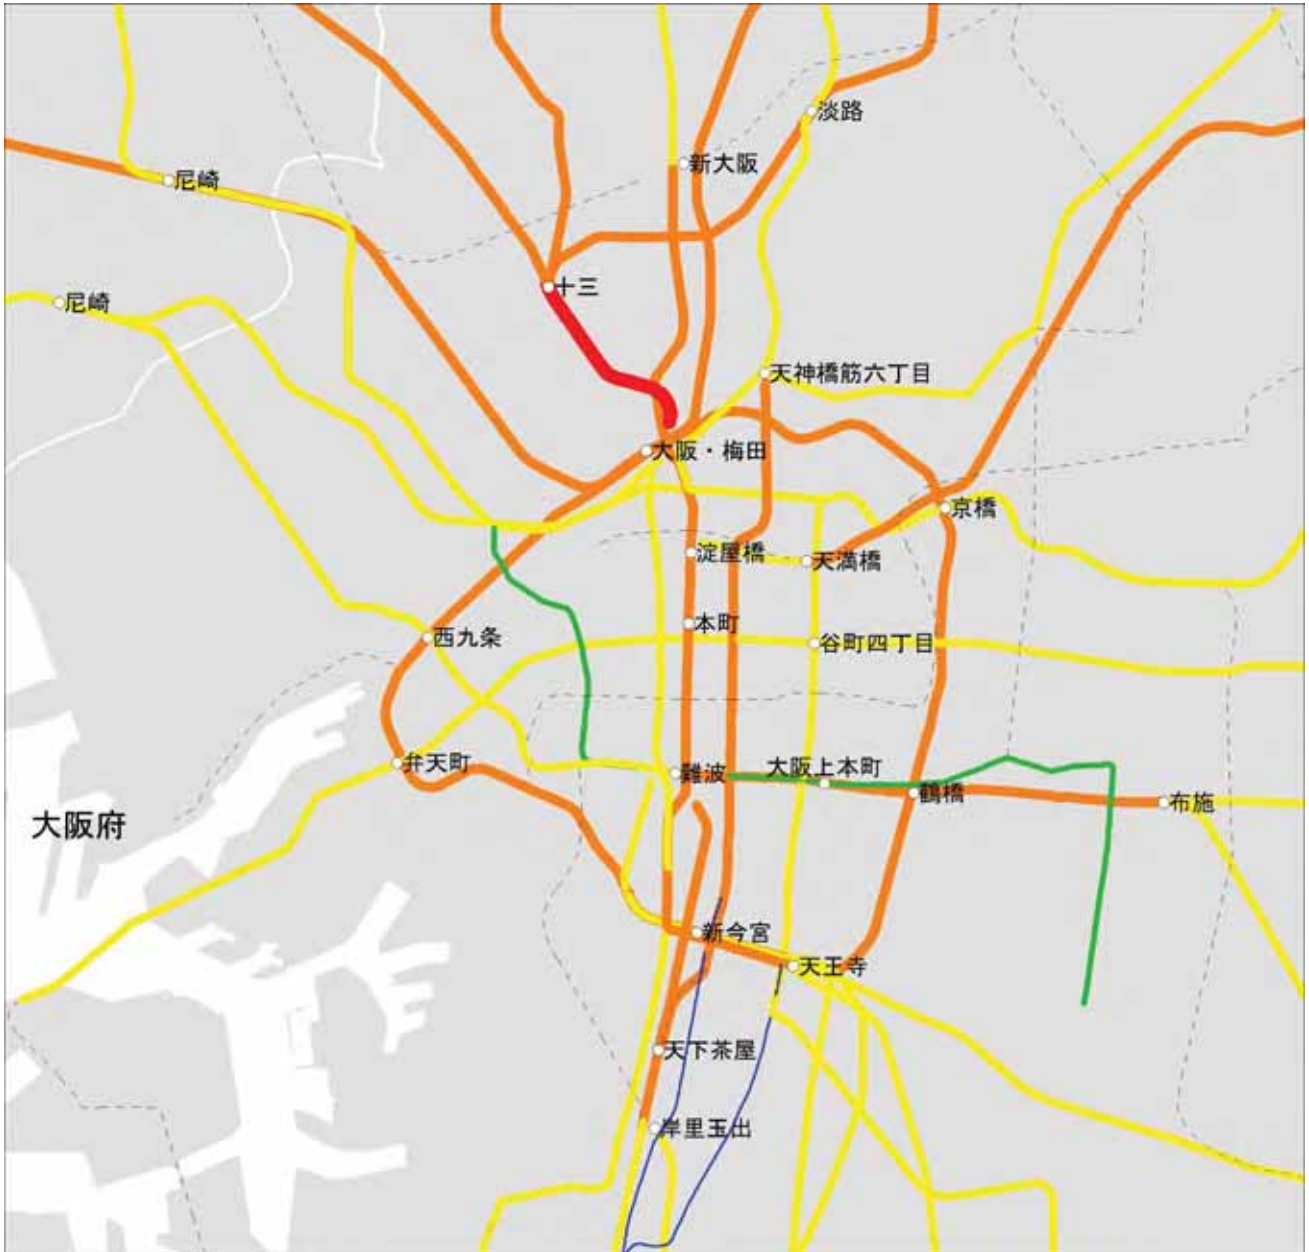 淡路
新大阪
尼崎
十三
尼崎
天神橋筋六丁目
大阪・梅田
京橋
淀屋橋
天満橋
本町
西九条
谷町四丁目
弁天町
難波
大阪上本町
鶴橋
布施
大阪府
新今宮
天王寺
天下茶屋
岸里玉出